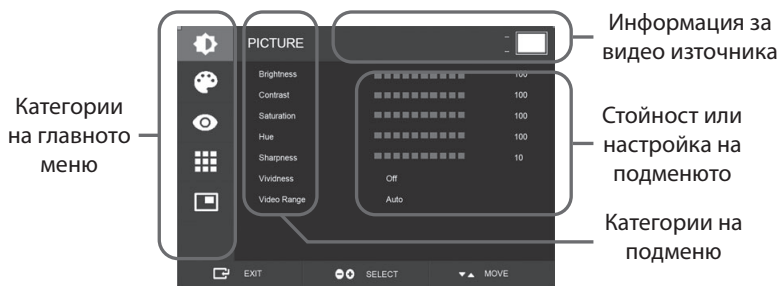 Категории
на главното
меню
PICTURE
Brightness 100
Contrast 100
Saturation 100
Hue 100
Sharpness 10
Vividness Off
Video Range Auto
EXIT SELECT MOVE
Информация за
видео източника
Стойност или
настройка на
подменюто
Категории на
подменю